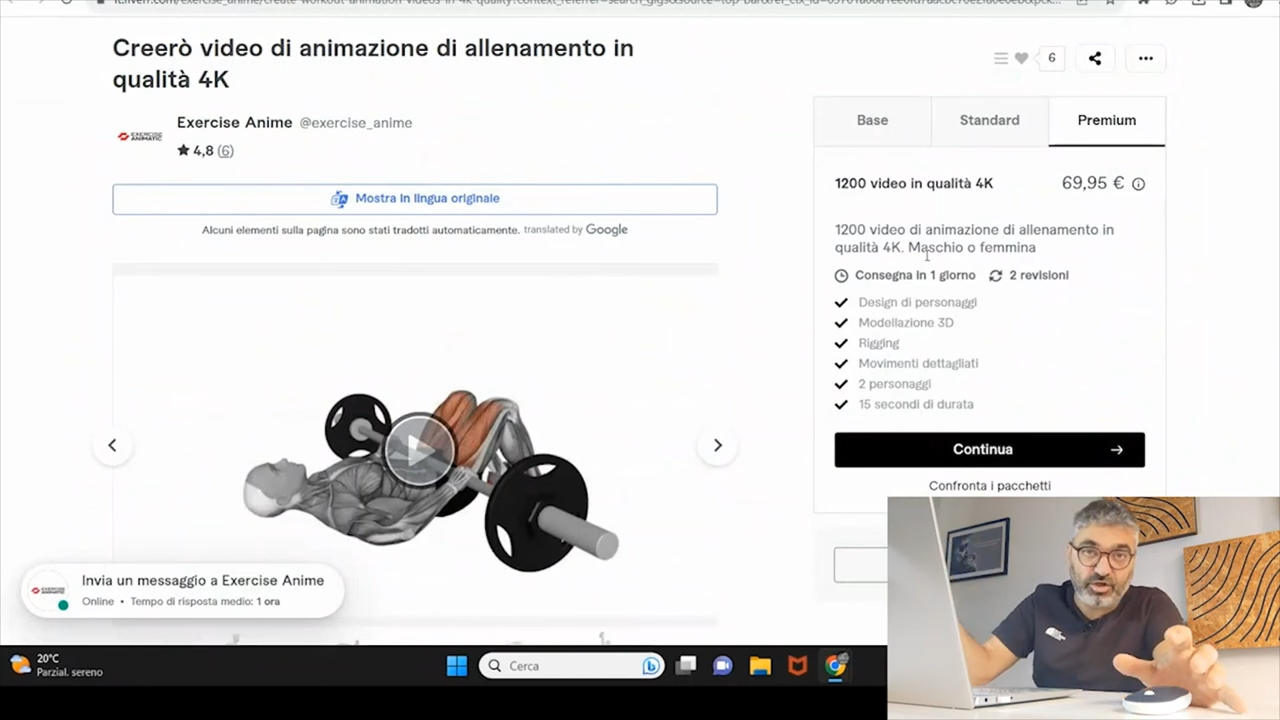 Creerò video di animazione di allenamento in
qualità 4K
6
Exercise Anime @exercise_anime
EXERCISE
ANIMATIC
4,8 (6)
Mostra in lingua originale
Alcuni elementi sulla pagina sono stati tradotti automaticamente. translated by Google
Base Standard Premium
1200 video in qualità 4K 69,95 €
1200 video di animazione di allenamento in
qualità 4K. Maschio o femmina
Consegna in 1 giorno 2 revisioni
Design di personaggi
Modellazione 3D
Rigging
Movimenti dettagliati
2 personaggi
15 secondi di durata
Continua
Confronta i pacchetti
Invia un messaggio a Exercise Anime
Online • Tempo di risposta medio: 1 ora
20°C
Parzial. sereno
Cerca